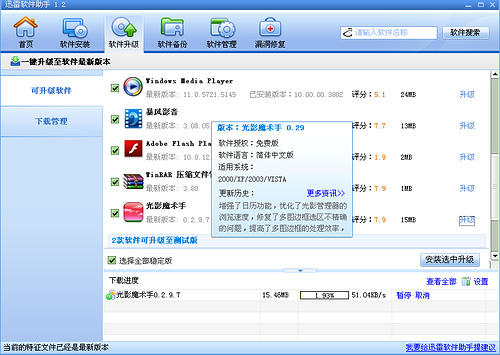 迅雷软件助手 1.2
首页 软件安装 软件升级 软件备份 软件管理 漏洞修复 请输入软件名称 软件搜索
一键升级至软件最新版本
可升级软件
下载管理
Windows Media Player
最新版本: 11.0.5721.5145 已安装版本：10.00.00.3802 评分：5.1 24MB 升级
暴风影音
最新版本: 3.08.05 评分：7.7 13MB 升级
Adobe Flash Pla
最新版本: 10.0.12 评分：1.9 2MB 升级
WinRAR 压缩文件
最新版本: 3.80 评分：7.9 1MB 升级
光影魔术手
最新版本: 0.2.9 评分：7.9 15MB 升级
版本：光影魔术手 0.29
软件授权：免费版
软件语言：简体中文版
适用系统：
2000/XP/2003/VISTA
更新历史： 更多资讯>>
增强了日历功能，优化了光影管理器的
浏览速度，修复了多图边框选区不精确
的问题，提高了多图边框的处理效率，
2款软件可升级至测试版
选择全部稳定版 安装选中升级
下载进度 查看全部 设置
光影魔术手0.2.9.7 15.46MB 1.93% 51.04KB/s 暂停 取消
当前的特征文件已经是最新版本 我要给迅雷软件助手提建议